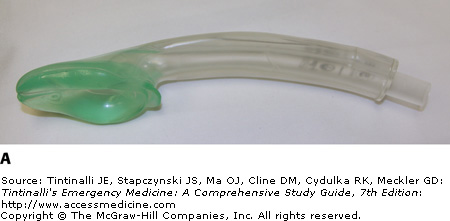 A
Source: Tintinalli JE, Stapczynski JS, Ma OJ, Cline DM, Cydulka RK, Meckler GD:
Tintinalli's Emergency Medicine: A Comprehensive Study Guide, 7th Edition:
http://www.accessmedicine.com
Copyright © The McGraw-Hill Companies, Inc. All rights reserved.